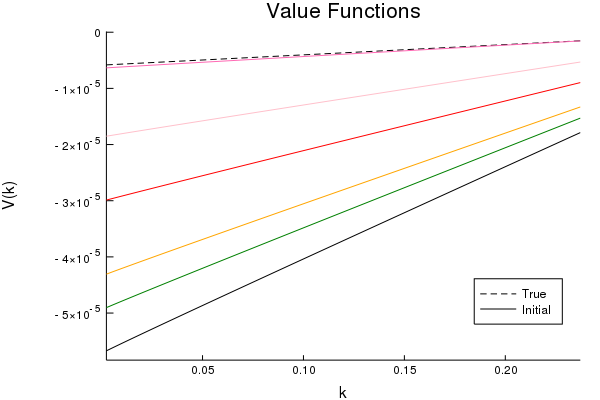 Value Functions
0
- 1×10⁻⁵
- 2×10⁻⁵
- 3×10⁻⁵
- 4×10⁻⁵
- 5×10⁻⁵
V(k)
True
Initial
0.05 0.10 0.15 0.20
k